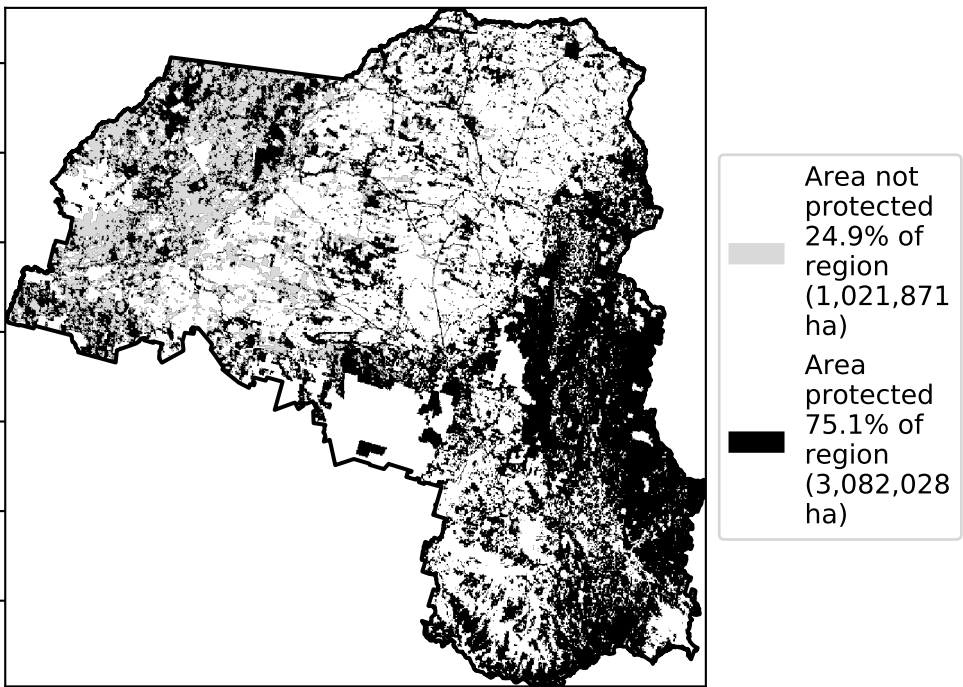 Area not
protected
24.9% of
region
(1,021,871
ha)
Area
protected
75.1% of
region
(3,082,028
ha)